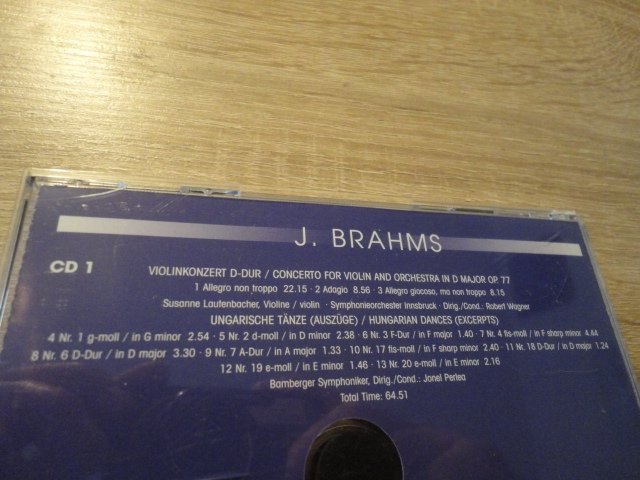 J. BRAHMS
CD 1
VIOLINKONZERT D-DUR / CONCERTO FOR VIOLIN AND ORCHESTRA IN D MAJOR OP. 77
1 Allegro non troppo 22.15 · 2 Adagio 8.56 · 3 Allegro giocoso, ma non troppo 8.15
Susanne Lautenbacher, Violine / violin · Symphonieorchester Innsbruck · Dirig./Cond.: Robert Wagner
UNGARISCHE TÄNZE (AUSZÜGE) / HUNGARIAN DANCES (EXCERPTS)
4 Nr. 1 g-moll / in G minor 2.54 · 5 Nr. 2 d-moll / in D minor 2.38 · 6 Nr. 3 F-Dur / in F major 1.40 · 7 Nr. 4 fis-moll / in F sharp minor 4.44
8 Nr. 6 D-Dur / in D major 3.30 · 9 Nr. 7 A-Dur / in A major 1.33 · 10 Nr. 17 fis-moll / in F sharp minor 2.40 · 11 Nr. 18 D-Dur / in D major 1.24
12 Nr. 19 e-moll / in E minor 1.46 · 13 Nr. 20 e-moll / in E minor 2.16
Bamberger Symphoniker, Dirig./Cond.: Jonel Perlea
Total Time: 64.51